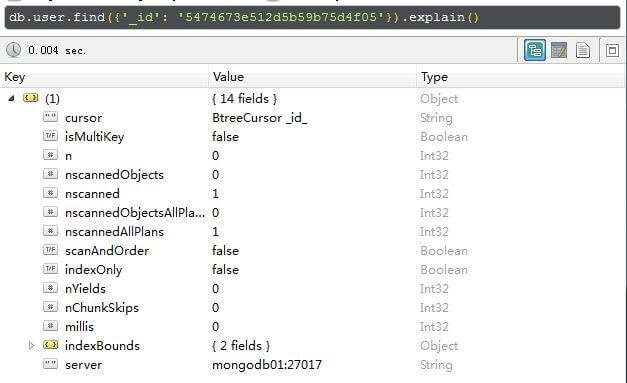 db.user.find({'_id': '5474673e512d5b59b75d4f05'}).explain()
0.004 sec.
Key Value Type
(1) { 14 fields } Object
cursor BtreeCursor _id_ String
isMultiKey false Boolean
n 0 Int32
nscannedObjects 0 Int32
nscanned 1 Int32
nscannedObjectsAllPla... 0 Int32
nscannedAllPlans 1 Int32
scanAndOrder false Boolean
indexOnly false Boolean
nYields 0 Int32
nChunkSkips 0 Int32
millis 0 Int32
indexBounds { 2 fields } Object
server mongodb01:27017 String